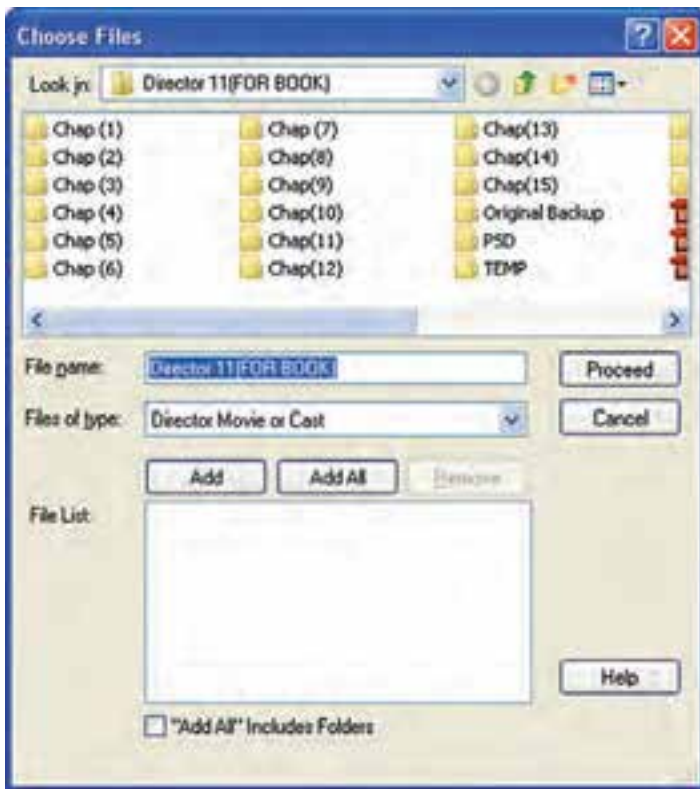 Choose Files
Look in: Director 11(FOR BOOK)
Chap (1)
Chap (2)
Chap (3)
Chap (4)
Chap (5)
Chap (6)
Chap (7)
Chap(8)
Chap(9)
Chap(10)
Chap(11)
Chap(12)
Chap(13)
Chap(14)
Chap(15)
Original Backup
PSD
TEMP
File name: Director 11(FOR BOOK)
Proceed
Files of type: Director Movie or Cast
Cancel
Add Add All Remove
File List:
Help
"Add All" Includes Folders